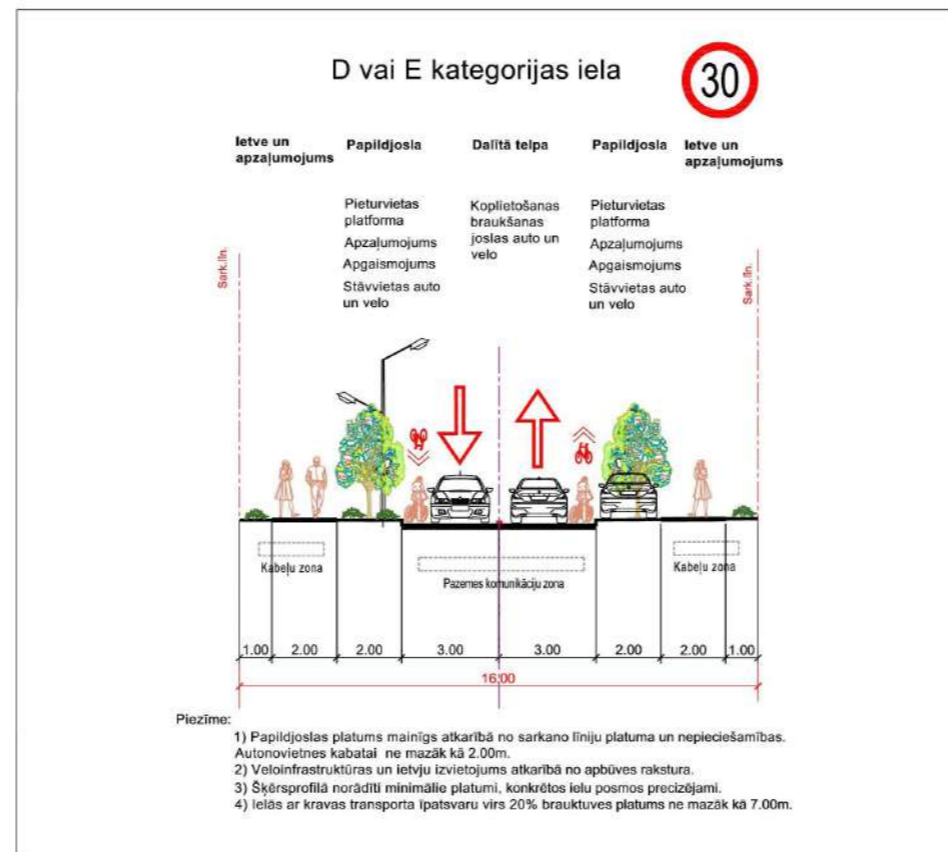 D vai E kategorijas iela
30
Ietve un
apzaļumojums
Papildjosla
Dalītā telpa
Papildjosla
Ietve un
apzaļumojums
Pieturvietas
platforma
Apzaļumojums
Apgaismojums
Stāvvietas auto
un velo
Koplietošanas
braukšanas
joslas auto un
velo
Pieturvietas
platforma
Apzaļumojums
Apgaismojums
Stāvvietas auto
un velo
Sark.līn.
Sark.līn.
Kabeļu zona
Pazemes komunikāciju zona
Kabeļu zona
1.00 2.00 2.00 3.00 3.00 2.00 2.00 1.00
16.00
Piezīme:
1) Papildjoslas platums mainīgs atkarībā no sarkano līniju platuma un nepieciešamības.
Autonovietnes kabatai ne mazāk kā 2.00m.
2) Veloinfrastruktūras un ietvju izvietojums atkarībā no apbūves rakstura.
3) Šķērsprofilā norādīti minimālie platumi, konkrētos ielu posmos precizējami.
4) Ielās ar kravas transporta īpatsvaru virs 20% brauktuves platums ne mazāk kā 7.00m.